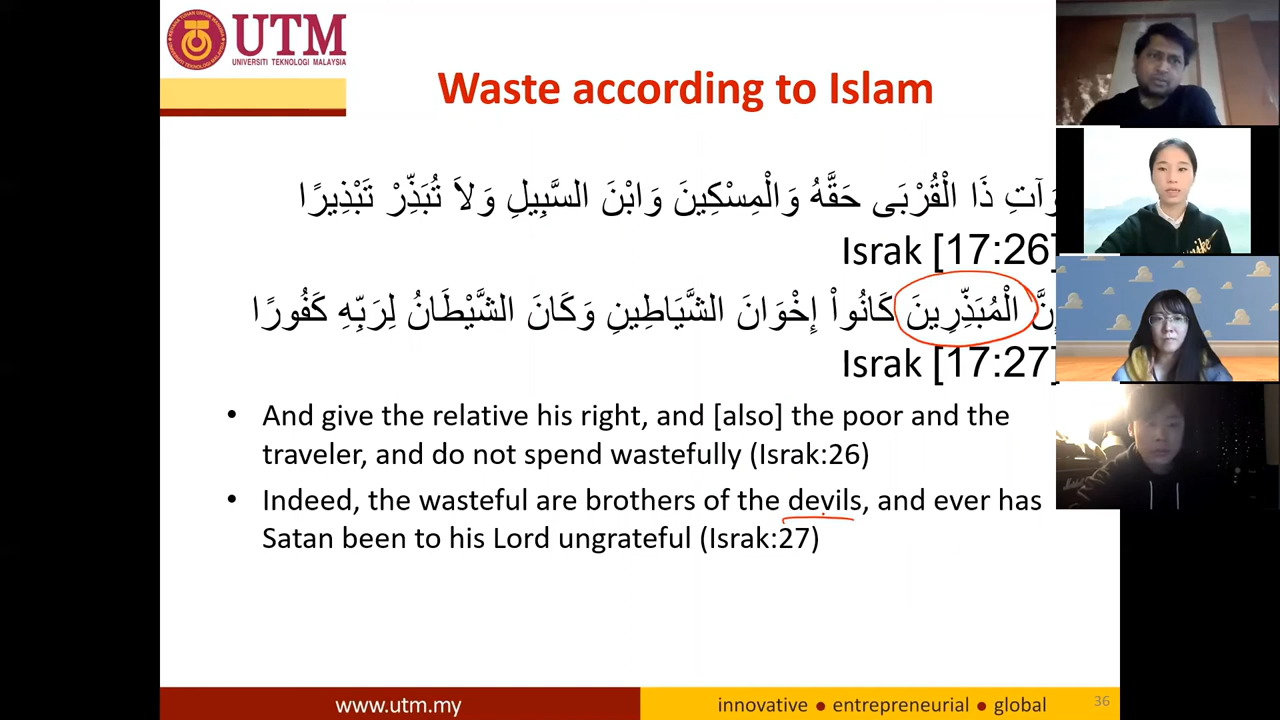 UTM
UNIVERSITI TEKNOLOGI MALAYSIA
Waste according to Islam
وَآتِ ذَا الْقُرْبَى حَقَّهُ وَالْمِسْكِينَ وَابْنَ السَّبِيلِ وَلاَ تُبَذِّرْ تَبْذِيرًا
Israk [17:26]
إِنَّ الْمُبَذِّرِينَ كَانُواْ إِخْوَانَ الشَّيَاطِينِ وَكَانَ الشَّيْطَانُ لِرَبِّهِ كَفُورًا
Israk [17:27]
• And give the relative his right, and [also] the poor and the
traveler, and do not spend wastefully (Israk:26)
• Indeed, the wasteful are brothers of the devils, and ever has
Satan been to his Lord ungrateful (Israk:27)
www.utm.my
innovative ● entrepreneurial ● global
36